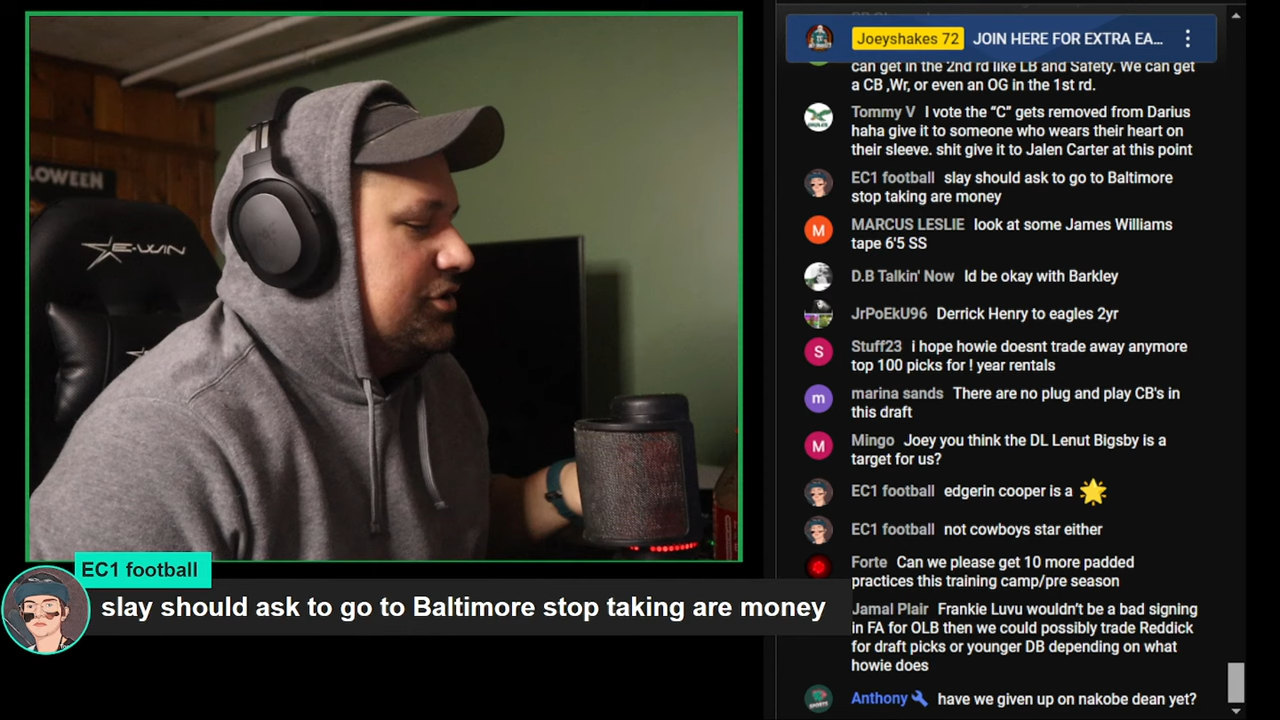 Joeyshakes 72 JOIN HERE FOR EXTRA EA...
can get in the 2nd rd like LB and Safety. We can get
a CB ,Wr, or even an OG in the 1st rd.
Tommy V I vote the “C” gets removed from Darius
haha give it to someone who wears their heart on
their sleeve. shit give it to Jalen Carter at this point
EC1 football slay should ask to go to Baltimore
stop taking are money
MARCUS LESLIE look at some James Williams
tape 6'5 SS
D.B Talkin' Now Id be okay with Barkley
JrPoEkU96 Derrick Henry to eagles 2yr
Stuff23 i hope howie doesnt trade away anymore
top 100 picks for ! year rentals
marina sands There are no plug and play CB's in
this draft
Mingo Joey you think the DL Lenut Bigsby is a
target for us?
EC1 football edgerin cooper is a
EC1 football not cowboys star either
Forte Can we please get 10 more padded
practices this training camp/pre season
Jamal Plair Frankie Luvu wouldn’t be a bad signing
in FA for OLB then we could possibly trade Reddick
for draft picks or younger DB depending on what
howie does
Anthony have we given up on nakobe dean yet?
LOWEEN
E-WIN
EC1 football
slay should ask to go to Baltimore stop taking are money
M
S
m
M